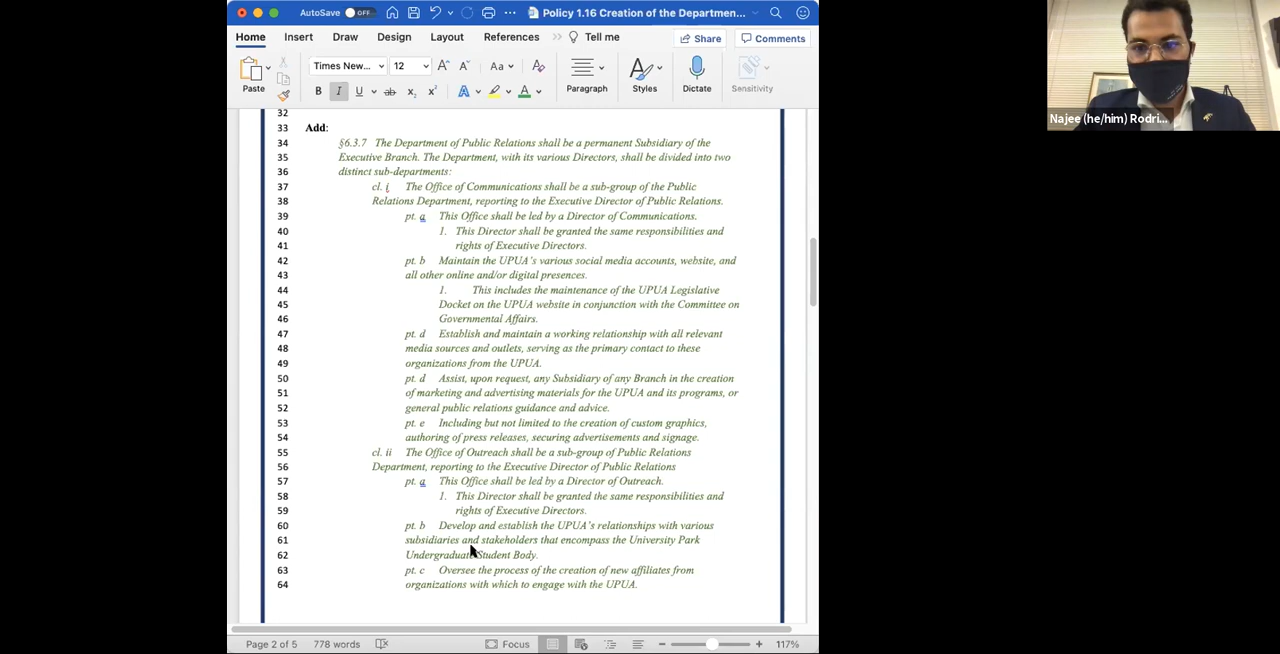 AutoSave OFF Policy 1.16 Creation of the Departmen...
Home Insert Draw Design Layout References Tell me Share Comments
Paste Times New... 12 Aa Paragraph Styles Dictate Sensitivity
32
33 Add:
34 §6.3.7 The Department of Public Relations shall be a permanent Subsidiary of the
35 Executive Branch. The Department, with its various Directors, shall be divided into two
36 distinct sub-departments:
37 cl. i The Office of Communications shall be a sub-group of the Public
38 Relations Department, reporting to the Executive Director of Public Relations.
39 pt. a This Office shall be led by a Director of Communications.
40 1. This Director shall be granted the same responsibilities and
41 rights of Executive Directors.
42 pt. b Maintain the UPUA's various social media accounts, website, and
43 all other online and/or digital presences.
44 1. This includes the maintenance of the UPUA Legislative
45 Docket on the UPUA website in conjunction with the Committee on
46 Governmental Affairs.
47 pt. d Establish and maintain a working relationship with all relevant
48 media sources and outlets, serving as the primary contact to these
49 organizations from the UPUA.
50 pt. d Assist, upon request, any Subsidiary of any Branch in the creation
51 of marketing and advertising materials for the UPUA and its programs, or
52 general public relations guidance and advice.
53 pt. e Including but not limited to the creation of custom graphics,
54 authoring of press releases, securing advertisements and signage.
55 cl. ii The Office of Outreach shall be a sub-group of Public Relations
56 Department, reporting to the Executive Director of Public Relations
57 pt. a This Office shall be led by a Director of Outreach.
58 1. This Director shall be granted the same responsibilities and
59 rights of Executive Directors.
60 pt. b Develop and establish the UPUA's relationships with various
61 subsidiaries and stakeholders that encompass the University Park
62 Undergraduate Student Body.
63 pt. c Oversee the process of the creation of new affiliates from
64 organizations with which to engage with the UPUA.
Page 2 of 5 778 words Focus 117%
Najee (he/him) Rodri...